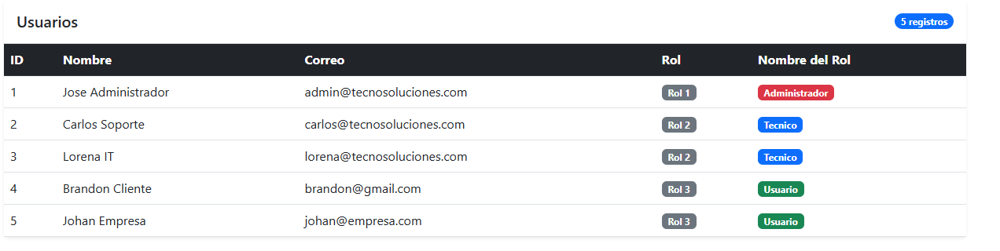 Usuarios 5 registros
ID Nombre Correo Rol Nombre del Rol
1 Jose Administrador admin@tecnosoluciones.com Rol 1 Administrador
2 Carlos Soporte carlos@tecnosoluciones.com Rol 2 Tecnico
3 Lorena IT lorena@tecnosoluciones.com Rol 2 Tecnico
4 Brandon Cliente brandon@gmail.com Rol 3 Usuario
5 Johan Empresa johan@empresa.com Rol 3 Usuario